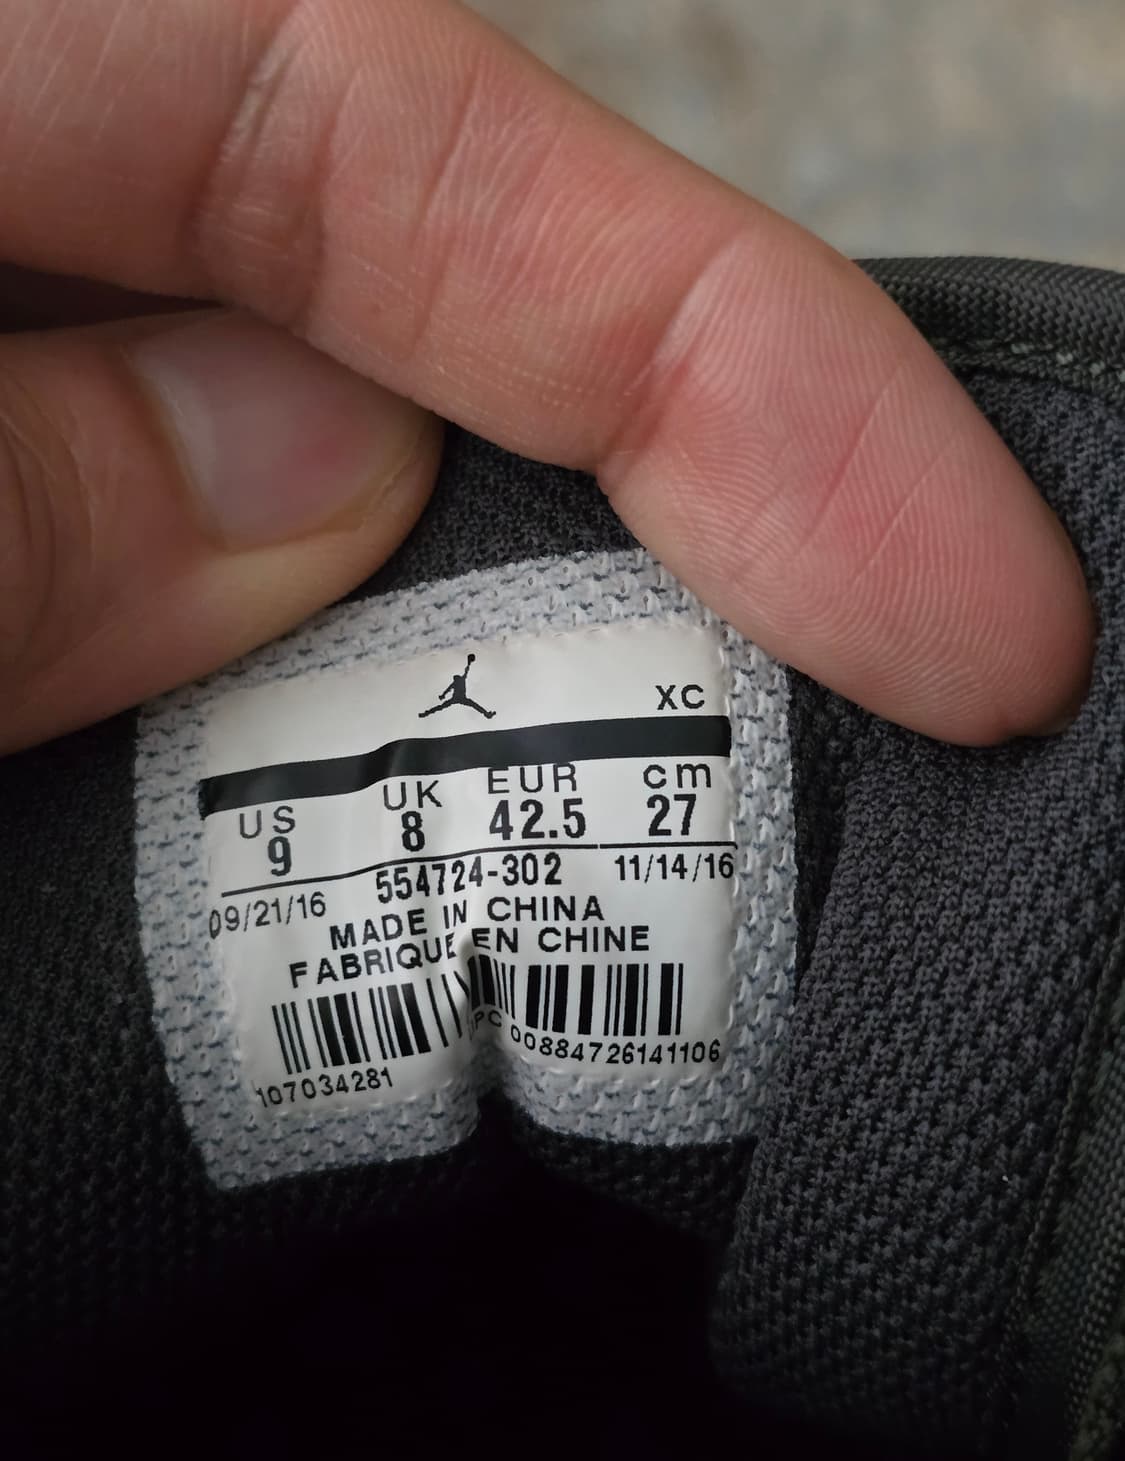 XC
US UK EUR cm
9 8 42.5 27
09/21/16 554724-302 11/14/16
MADE IN CHINA
FABRIQUE EN CHINE
107034281 UPC 00884726141106